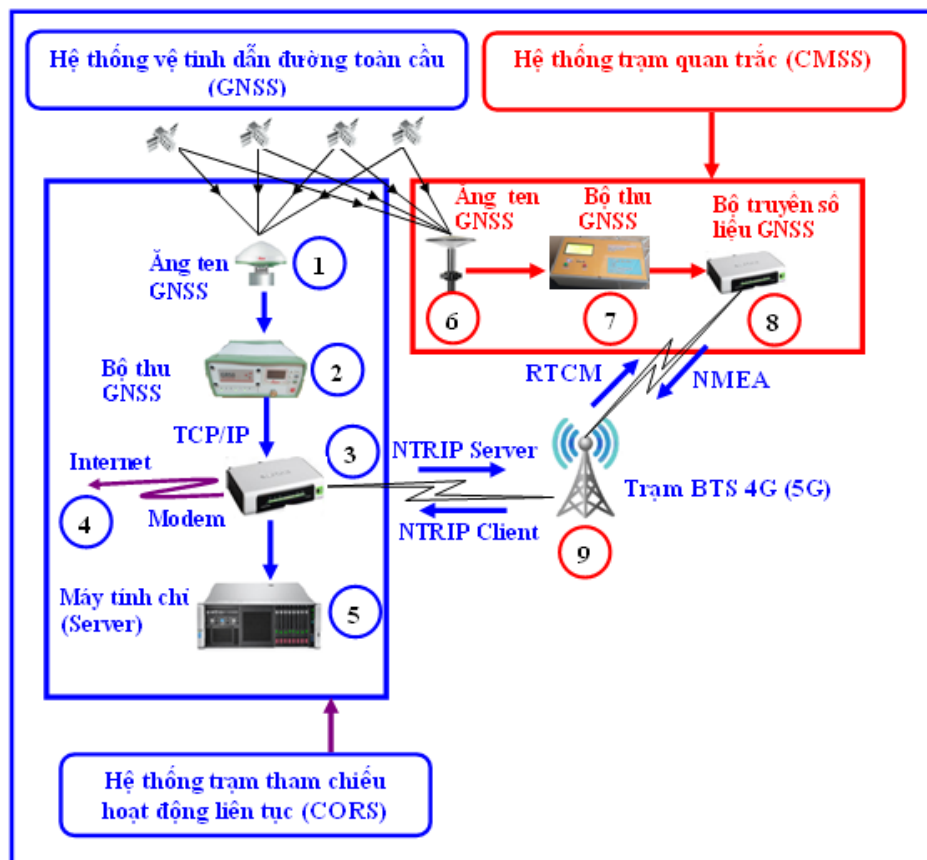 Hệ thống vệ tinh dẫn đường toàn cầu
(GNSS)
Hệ thống trạm quan trắc (CMSS)
Ăng ten
GNSS
1
Bộ thu
GNSS
2
TCP/IP
3
Internet
4
Modem
Máy tính chủ
(Server)
5
Ăng ten
GNSS
6
Bộ thu
GNSS
7
Bộ truyền số
liệu GNSS
8
RTCM
NMEA
NTRIP Server
NTRIP Client
Trạm BTS 4G (5G)
9
Hệ thống trạm tham chiếu
hoạt động liên tục (CORS)